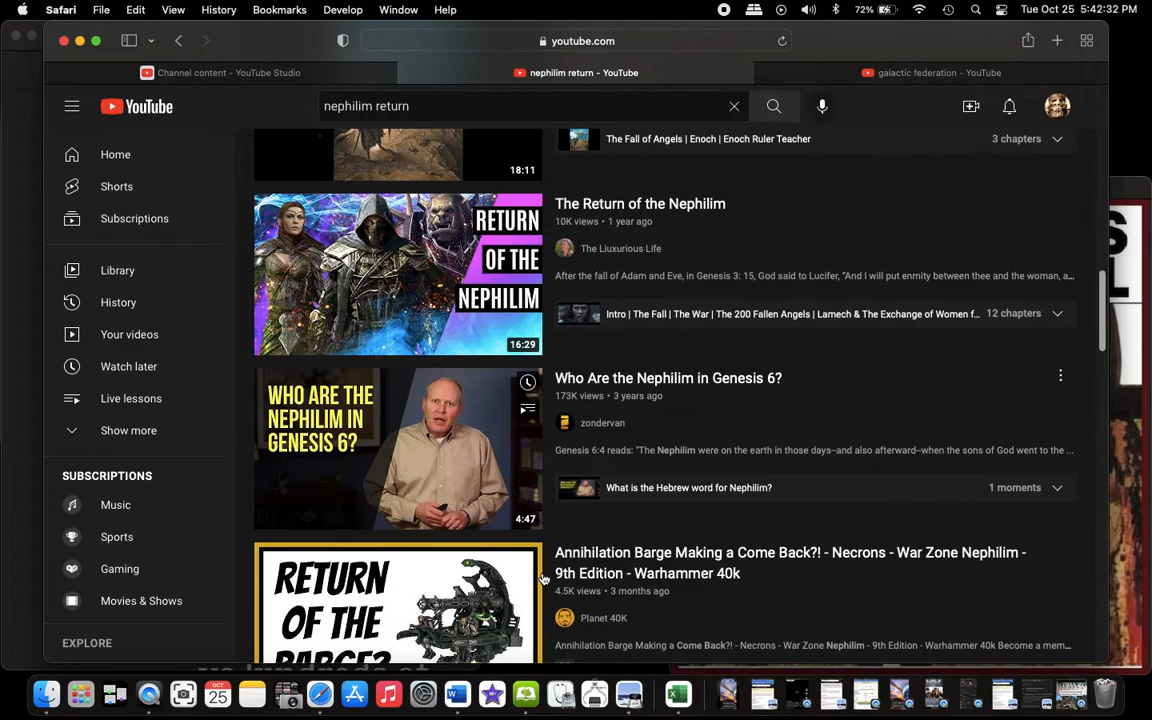 Safari File Edit View History Bookmarks Develop Window Help 72% Tue Oct 25 5:42:32 PM
youtube.com
Channel content - YouTube Studio nephilim return - YouTube galactic federation - YouTube
YouTube nephilim return
Home
Shorts
Subscriptions
Library
History
Your videos
Watch later
Live lessons
Show more
SUBSCRIPTIONS
Music
Sports
Gaming
Movies & Shows
EXPLORE
18:11
The Fall of Angels | Enoch | Enoch Ruler Teacher 3 chapters
RETURN
OF THE
NEPHILIM
16:29
The Return of the Nephilim
10K views • 1 year ago
The Liuxurious Life
After the fall of Adam and Eve, in Genesis 3: 15, God said to Lucifer, "And I will put enmity between thee and the woman, a...
Intro | The Fall | The War | The 200 Fallen Angels | Lamech & The Exchange of Women f... 12 chapters
WHO ARE THE
NEPHILIM IN
GENESIS 6?
4:47
Who Are the Nephilim in Genesis 6?
173K views • 3 years ago
zondervan
Genesis 6:4 reads: "The Nephilim were on the earth in those days–and also afterward–when the sons of God went to the ...
What is the Hebrew word for Nephilim? 1 moments
RETURN
OF THE
BARGE?
Annihilation Barge Making a Come Back?! - Necrons - War Zone Nephilim -
9th Edition - Warhammer 40k
4.5K views • 3 months ago
Planet 40K
Annihilation Barge Making a Come Back?! - Necrons - War Zone Nephilim - 9th Edition - Warhammer 40k Become a mem...
OCT
25